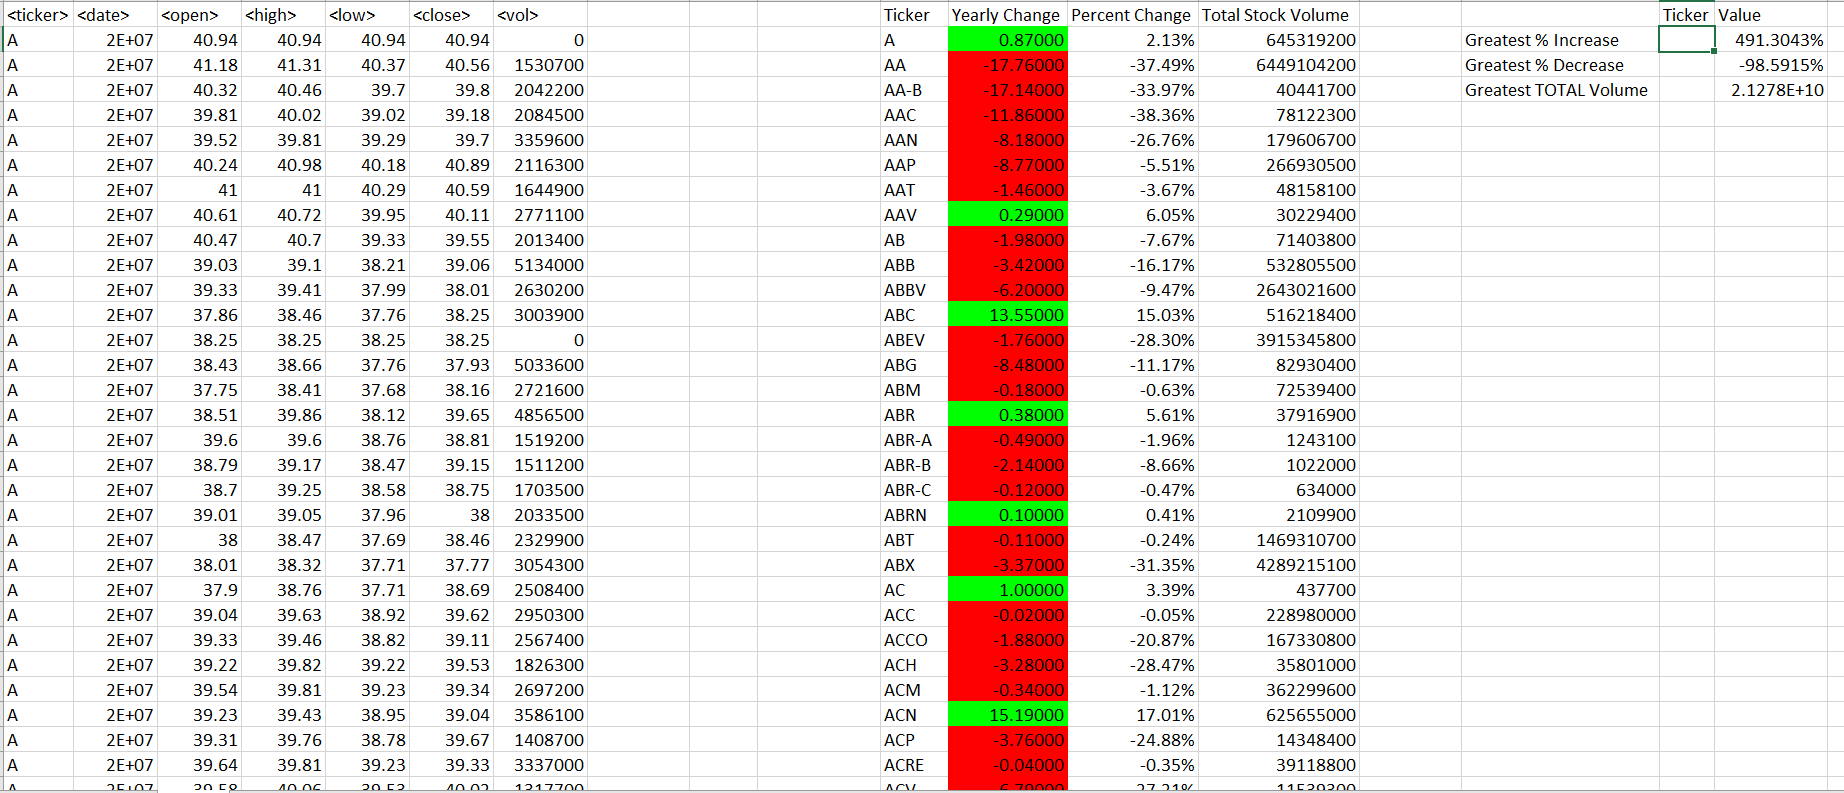 <ticker> <date> <open> <high> <low> <close> <vol> Ticker Yearly Change Percent Change Total Stock Volume Ticker Value
A 2E+07 40.94 40.94 40.94 40.94 0 A 0.87000 2.13% 645319200 Greatest % Increase 491.3043%
A 2E+07 41.18 41.31 40.37 40.56 1530700 AA -17.76000 -37.49% 6449104200 Greatest % Decrease -98.5915%
A 2E+07 40.32 40.46 39.7 39.8 2042200 AA-B -17.14000 -33.97% 40441700 Greatest TOTAL Volume 2.1278E+10
A 2E+07 39.81 40.02 39.02 39.18 2084500 AAC -11.86000 -38.36% 78122300
A 2E+07 39.52 39.81 39.29 39.7 3359600 AAN -8.18000 -26.76% 179606700
A 2E+07 40.24 40.98 40.18 40.89 2116300 AAP -8.77000 -5.51% 266930500
A 2E+07 41 41 40.29 40.59 1644900 AAT -1.46000 -3.67% 48158100
A 2E+07 40.61 40.72 39.95 40.11 2771100 AAV 0.29000 6.05% 30229400
A 2E+07 40.47 40.7 39.33 39.55 2013400 AB -1.98000 -7.67% 71403800
A 2E+07 39.03 39.1 38.21 39.06 5134000 ABB -3.42000 -16.17% 532805500
A 2E+07 39.33 39.41 37.99 38.01 2630200 ABBV -6.20000 -9.47% 2643021600
A 2E+07 37.86 38.46 37.76 38.25 3003900 ABC 13.55000 15.03% 516218400
A 2E+07 38.25 38.25 38.25 38.25 0 ABEV -1.76000 -28.30% 3915345800
A 2E+07 38.43 38.66 37.76 37.93 5033600 ABG -8.48000 -11.17% 82930400
A 2E+07 37.75 38.41 37.68 38.16 2721600 ABM -0.18000 -0.63% 72539400
A 2E+07 38.51 39.86 38.12 39.65 4856500 ABR 0.38000 5.61% 37916900
A 2E+07 39.6 39.6 38.76 38.81 1519200 ABR-A -0.49000 -1.96% 1243100
A 2E+07 38.79 39.17 38.47 39.15 1511200 ABR-B -2.14000 -8.66% 1022000
A 2E+07 38.7 39.25 38.58 38.75 1703500 ABR-C -0.12000 -0.47% 634000
A 2E+07 39.01 39.05 37.96 38 2033500 ABRN 0.10000 0.41% 2109900
A 2E+07 38 38.47 37.69 38.46 2329900 ABT -0.11000 -0.24% 1469310700
A 2E+07 38.01 38.32 37.71 37.77 3054300 ABX -3.37000 -31.35% 4289215100
A 2E+07 37.9 38.76 37.71 38.69 2508400 AC 1.00000 3.39% 437700
A 2E+07 39.04 39.63 38.92 39.62 2950300 ACC -0.02000 -0.05% 228980000
A 2E+07 39.33 39.46 38.82 39.11 2567400 ACCO -1.88000 -20.87% 167330800
A 2E+07 39.22 39.82 39.22 39.53 1826300 ACH -3.28000 -28.47% 35801000
A 2E+07 39.54 39.81 39.23 39.34 2697200 ACM -0.34000 -1.12% 362299600
A 2E+07 39.23 39.43 38.95 39.04 3586100 ACN 15.19000 17.01% 625655000
A 2E+07 39.31 39.76 38.78 39.67 1408700 ACP -3.76000 -24.88% 14348400
A 2E+07 39.64 39.81 39.23 39.33 3337000 ACRE -0.04000 -0.35% 39118800
A 2E+07